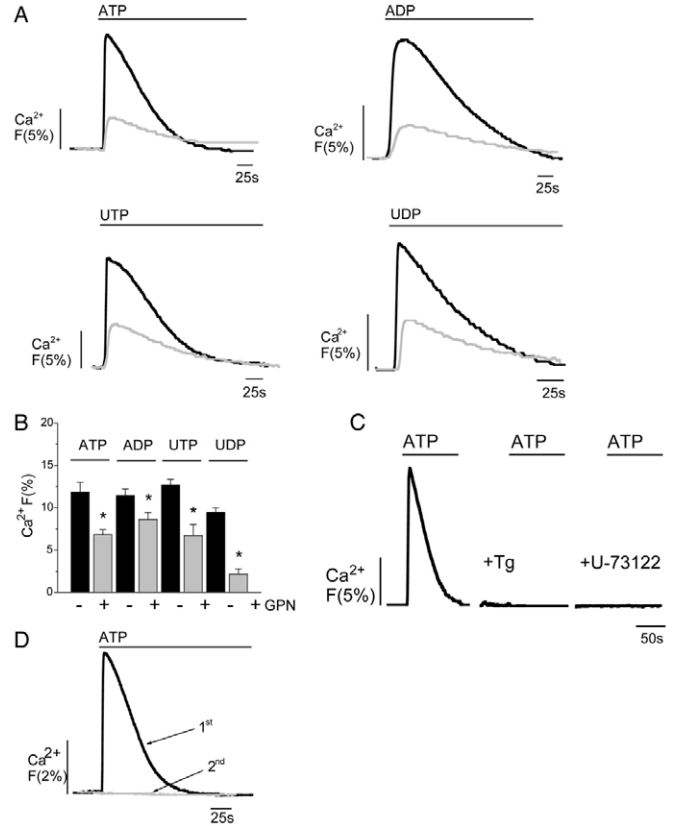 A
ATP
Ca2+
F(5%)
25s
ADP
Ca2+
F(5%)
25s
UTP
Ca2+
F(5%)
25s
UDP
Ca2+
F(5%)
25s
B
20
15
10
5
0
Ca2+ F(%)
ATP ADP UTP UDP
* * * *
- + - + - + - + GPN
C
ATP ATP ATP
+Tg +U-73122
Ca2+
F(5%)
50s
D
ATP
1st
2nd
Ca2+
F(2%)
25s